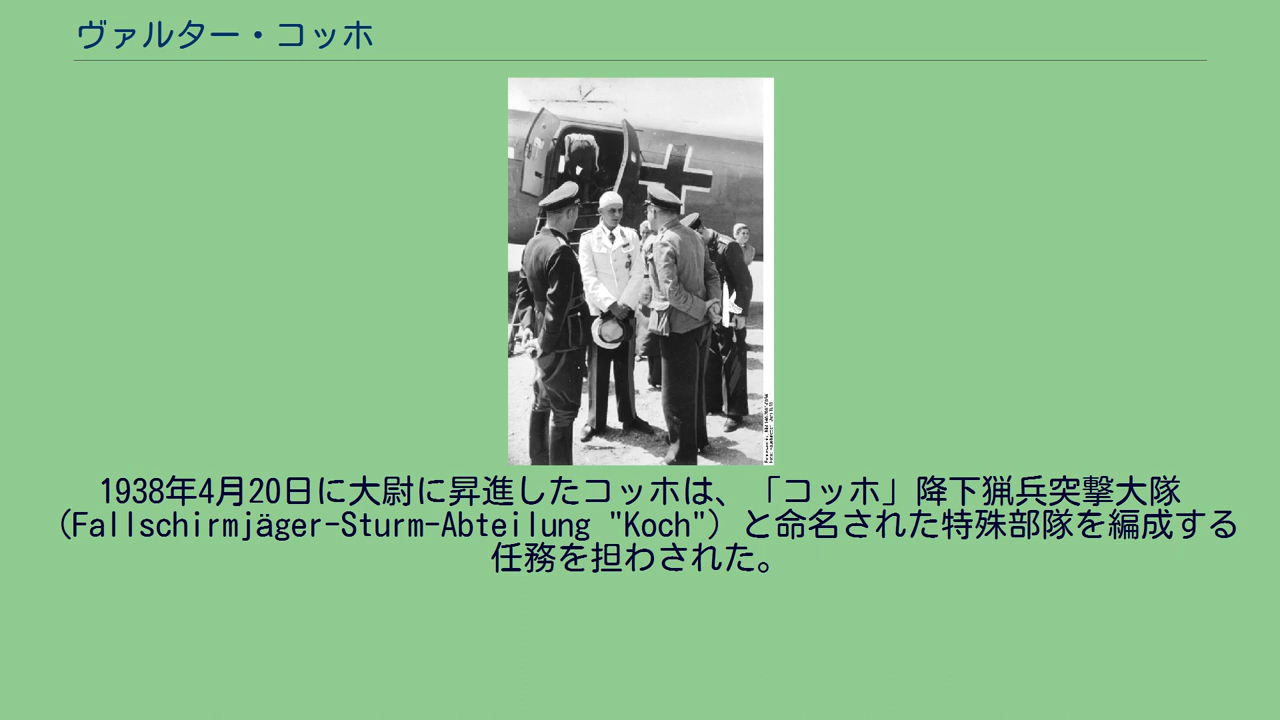 ヴァルター・コッホ
1938年4月20日に大尉に昇進したコッホは、「コッホ」降下猟兵突撃大隊
(Fallschirmjäger-Sturm-Abteilung "Koch") と命名された特殊部隊を編成する
任務を担わされた。